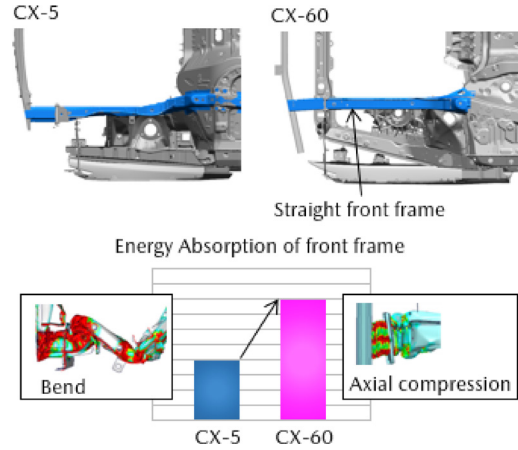 CX-5
CX-60
Straight front frame
Energy Absorption of front frame
Bend
Axial compression
CX-5
CX-60